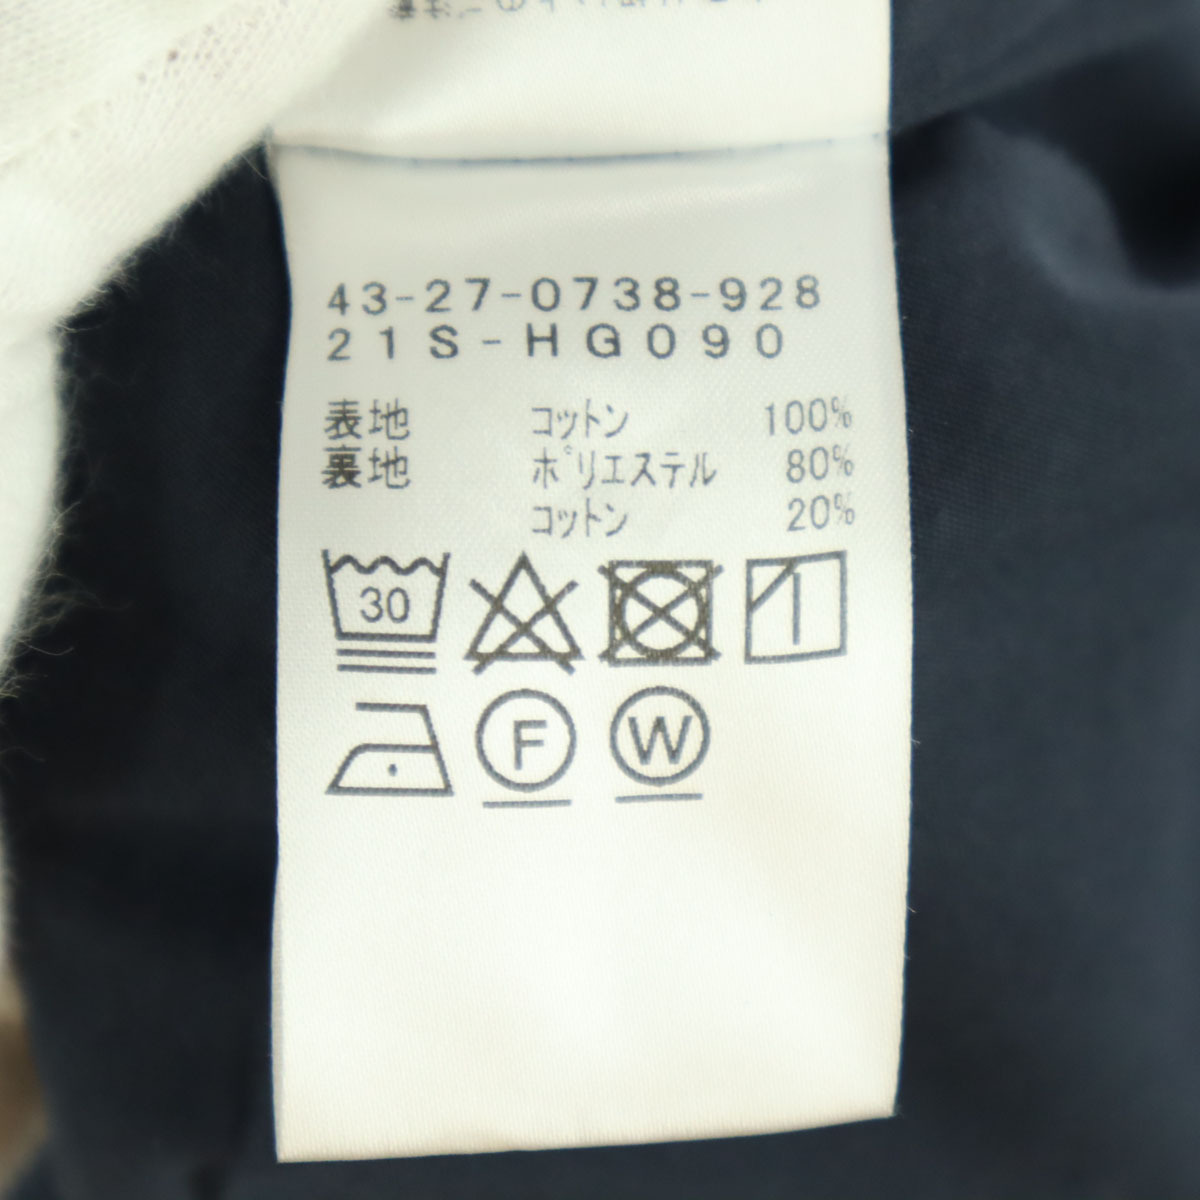 43-27-0738-928
21S-HG090
表地 コットン 100%
裏地 ポリエステル 80%
コットン 20%
30
F W